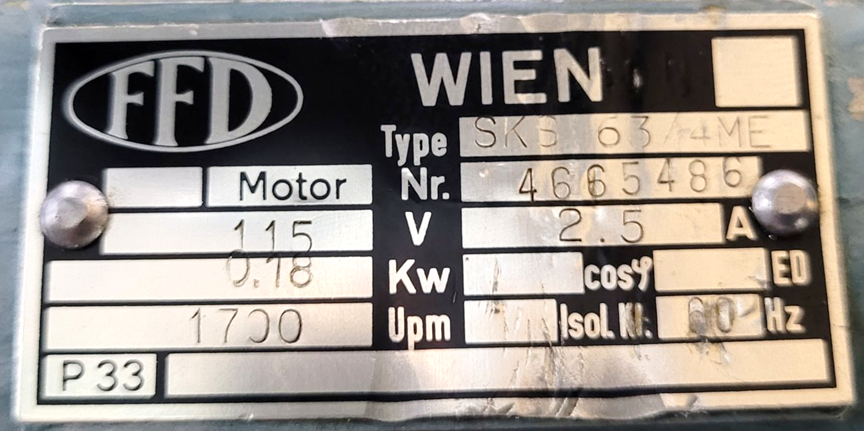 FFD WIEN
Type SKS 63/4ME
Motor Nr. 4665486
115 V 2.5 A
0.18 Kw cosφ ED
1700 Upm Isol. Kl. 60 Hz
P 33